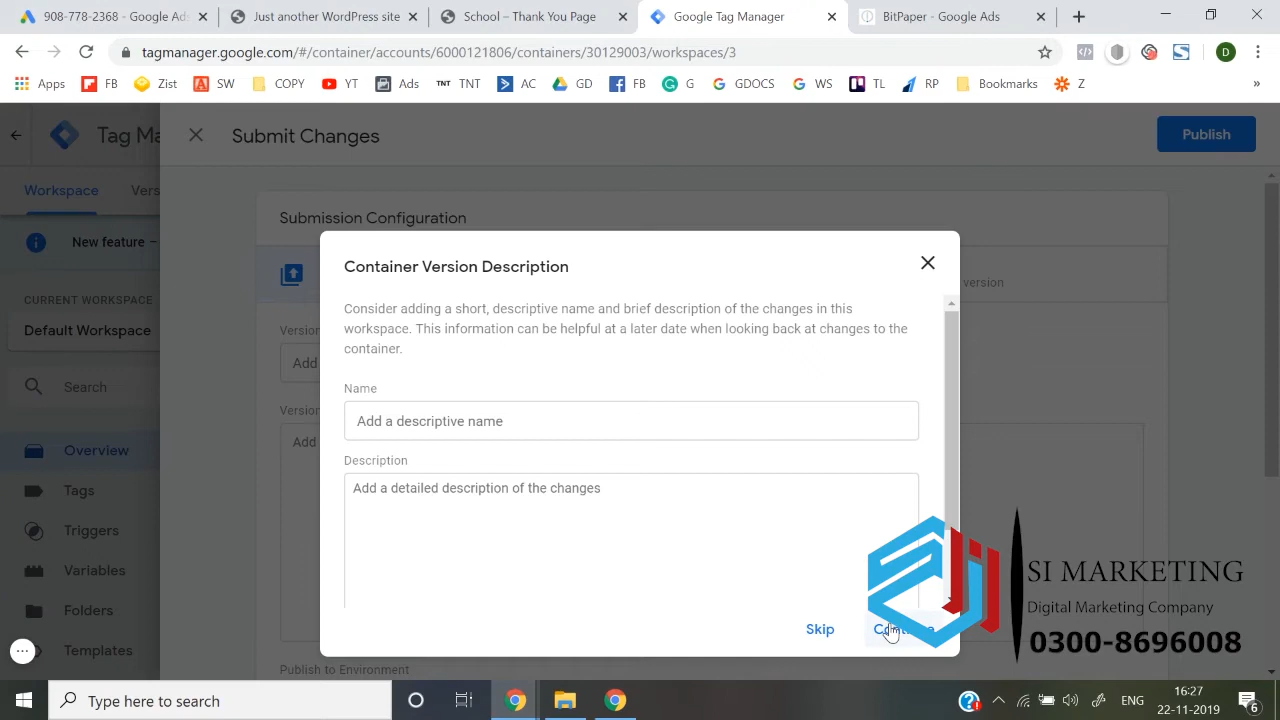 908-778-2368 - Google Ads
Just another WordPress site
School – Thank You Page
Google Tag Manager
BitPaper - Google Ads
tagmanager.google.com/#/container/accounts/6000121806/containers/30129003/workspaces/3
D
Apps
FB
Zist
SW
COPY
YT
Ads
TNT TNT
AC
GD
FB
G
GDOCS
WS
TL
RP
Bookmarks
Z
»
Tag Ma
Submit Changes
Publish
Workspace
Vers
Submission Configuration
New feature –
Container Version Description
version
Consider adding a short, descriptive name and brief description of the changes in this
workspace. This information can be helpful at a later date when looking back at changes to the
container.
CURRENT WORKSPACE
Default Workspace
Version
Add
Name
Add a descriptive name
Search
Version
Add
Description
Add a detailed description of the changes
Overview
Tags
Triggers
Variables
Folders
Templates
Skip
Publish to Environment
SI MARKETING
Digital Marketing Company
0300-8696008
Type here to search
ENG
16:27
22-11-2019
6